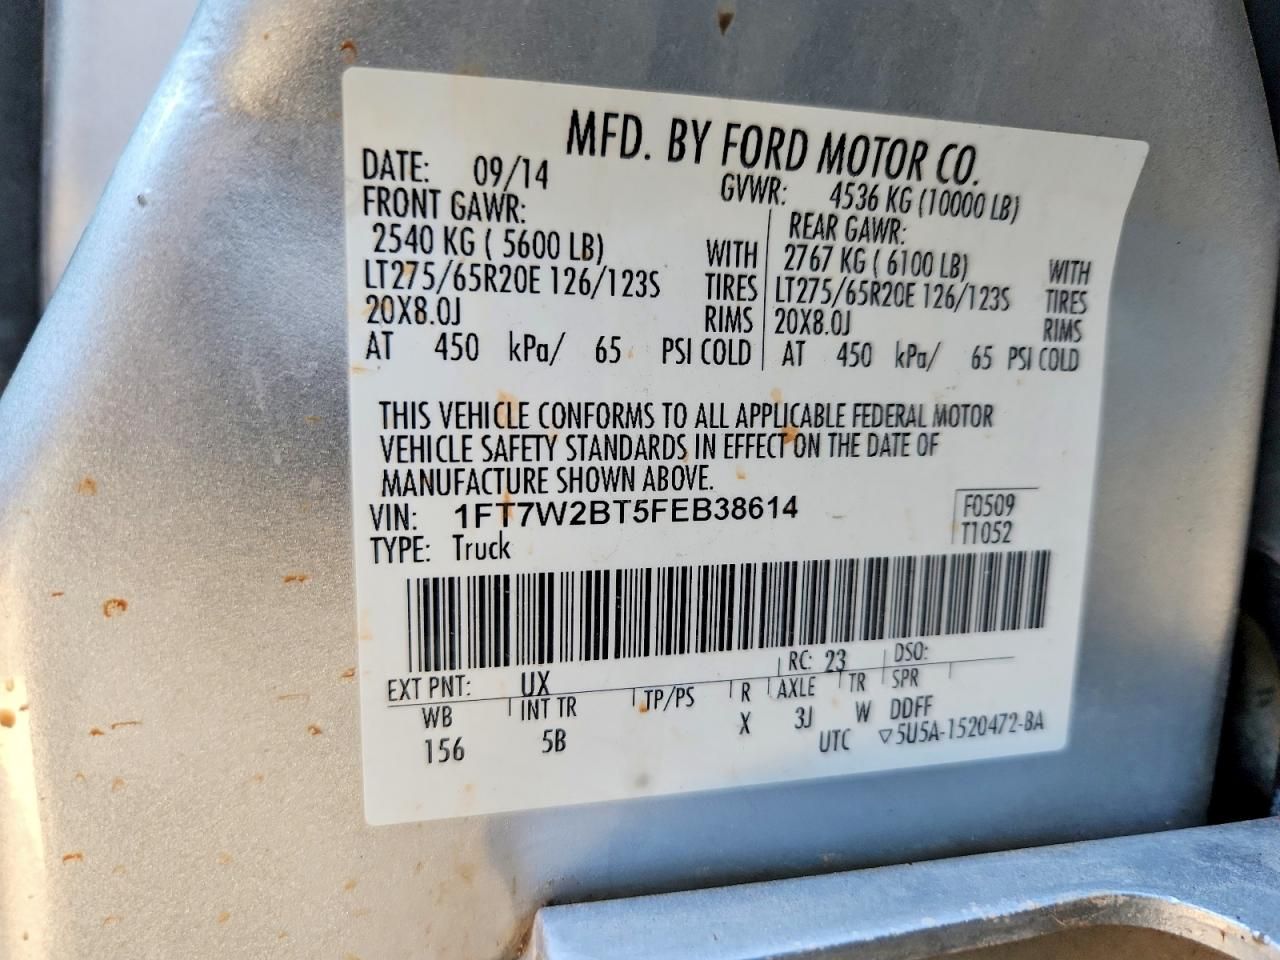 MFD. BY FORD MOTOR CO.
DATE: 09/14 GVWR: 4536 KG (10000 LB)
FRONT GAWR: REAR GAWR:
2540 KG ( 5600 LB) WITH 2767 KG ( 6100 LB) WITH
LT275/65R20E 126/123S TIRES LT275/65R20E 126/123S TIRES
20X8.0J RIMS 20X8.0J RIMS
AT 450 kPa/ 65 PSI COLD AT 450 kPa/ 65 PSI COLD
THIS VEHICLE CONFORMS TO ALL APPLICABLE FEDERAL MOTOR
VEHICLE SAFETY STANDARDS IN EFFECT ON THE DATE OF
MANUFACTURE SHOWN ABOVE.
VIN: 1FT7W2BT5FEB38614 F0509
TYPE: Truck T1052
EXT PNT: UX RC: 23 DSO:
WB INT TR TP/PS R AXLE TR SPR
156 5B X 3J W DDFF
UTC ▽5U5A-1520472-BA